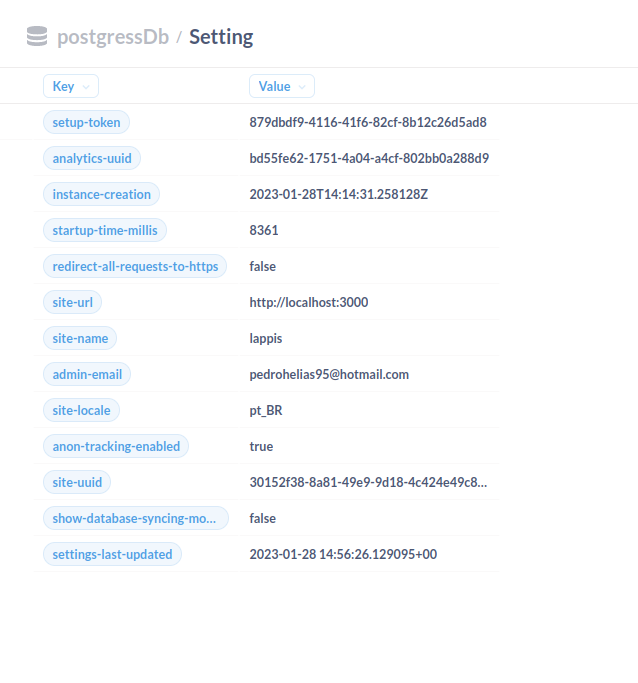 postgressDb / Setting
Key Value
setup-token 879dbdf9-4116-41f6-82cf-8b12c26d5ad8
analytics-uuid bd55fe62-1751-4a04-a4cf-802bb0a288d9
instance-creation 2023-01-28T14:14:31.258128Z
startup-time-millis 8361
redirect-all-requests-to-https false
site-url http://localhost:3000
site-name lappis
admin-email pedrohelias95@hotmail.com
site-locale pt_BR
anon-tracking-enabled true
site-uuid 30152f38-8a81-49e9-9d18-4c424e49c8...
show-database-syncing-mo... false
settings-last-updated 2023-01-28 14:56:26.129095+00